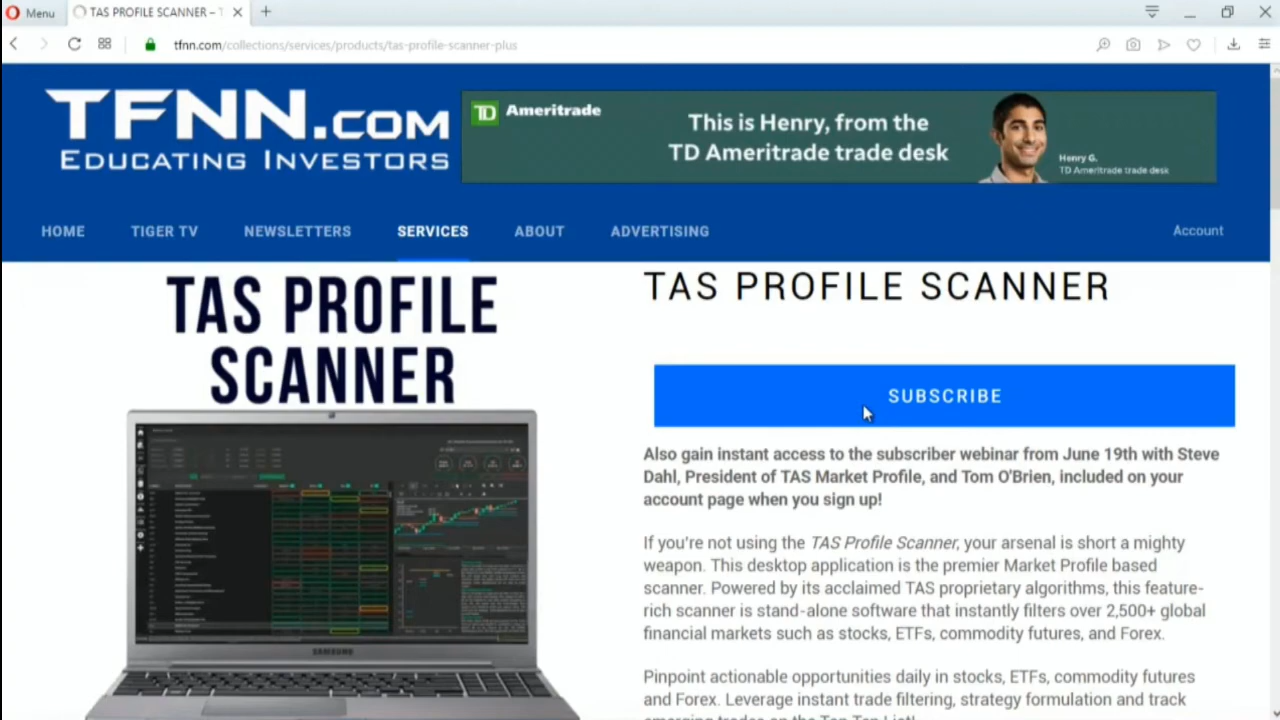 Menu
TAS PROFILE SCANNER –
tfnn.com/collections/services/products/tas-profile-scanner-plus
TFNN.COM
EDUCATING INVESTORS
TD Ameritrade
This is Henry, from the
TD Ameritrade trade desk
Henry G.
TD Ameritrade trade desk
HOME
TIGER TV
NEWSLETTERS
SERVICES
ABOUT
ADVERTISING
Account
TAS PROFILE
SCANNER
SAMSUNG
TAS PROFILE SCANNER
SUBSCRIBE
Also gain instant access to the subscriber webinar from June 19th with Steve
Dahl, President of TAS Market Profile, and Tom O'Brien, included on your
account page when you sign up!
If you're not using the TAS Profile Scanner, your arsenal is short a mighty
weapon. This desktop application is the premier Market Profile based
scanner. Powered by its acclaimed TAS proprietary algorithms, this feature-
rich scanner is stand-alone software that instantly filters over 2,500+ global
financial markets such as stocks, ETFs, commodity futures, and Forex.
Pinpoint actionable opportunities daily in stocks, ETFs, commodity futures
and Forex. Leverage instant trade filtering, strategy formulation and track
emerging trades on the Top Ten List!